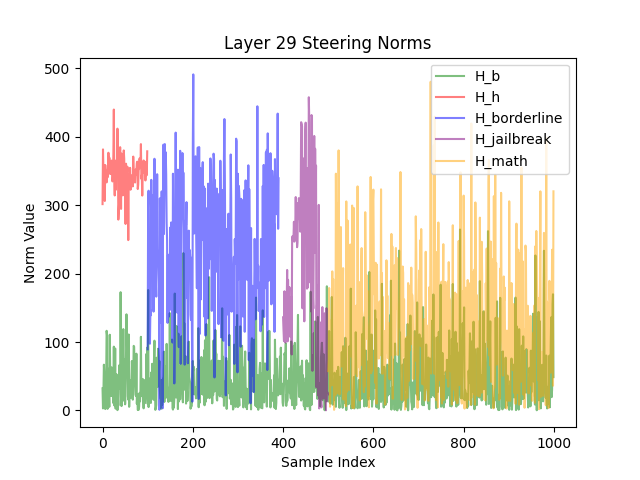 Layer 29 Steering Norms
H_b
H_h
H_borderline
H_jailbreak
H_math
Norm Value
500
400
300
200
100
0
0 200 400 600 800 1000
Sample Index